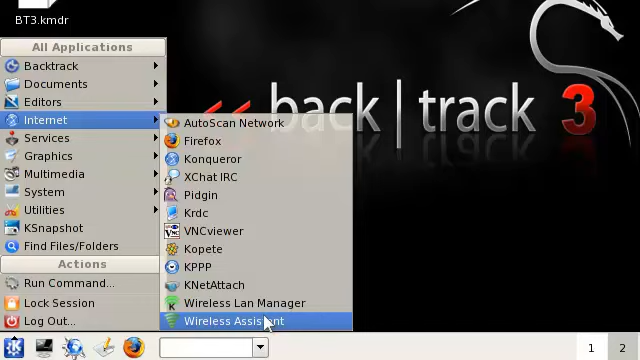 BT3.kmdr
All Applications
Backtrack
Documents
Editors
Internet
Services
Graphics
Multimedia
System
Utilities
KSnapshot
Find Files/Folders
Actions
Run Command...
Lock Session
Log Out...
AutoScan Network
Firefox
Konqueror
XChat IRC
Pidgin
Krdc
VNCviewer
Kopete
KPPP
KNetAttach
Wireless Lan Manager
Wireless Assistent
<< back | track 3
1 2